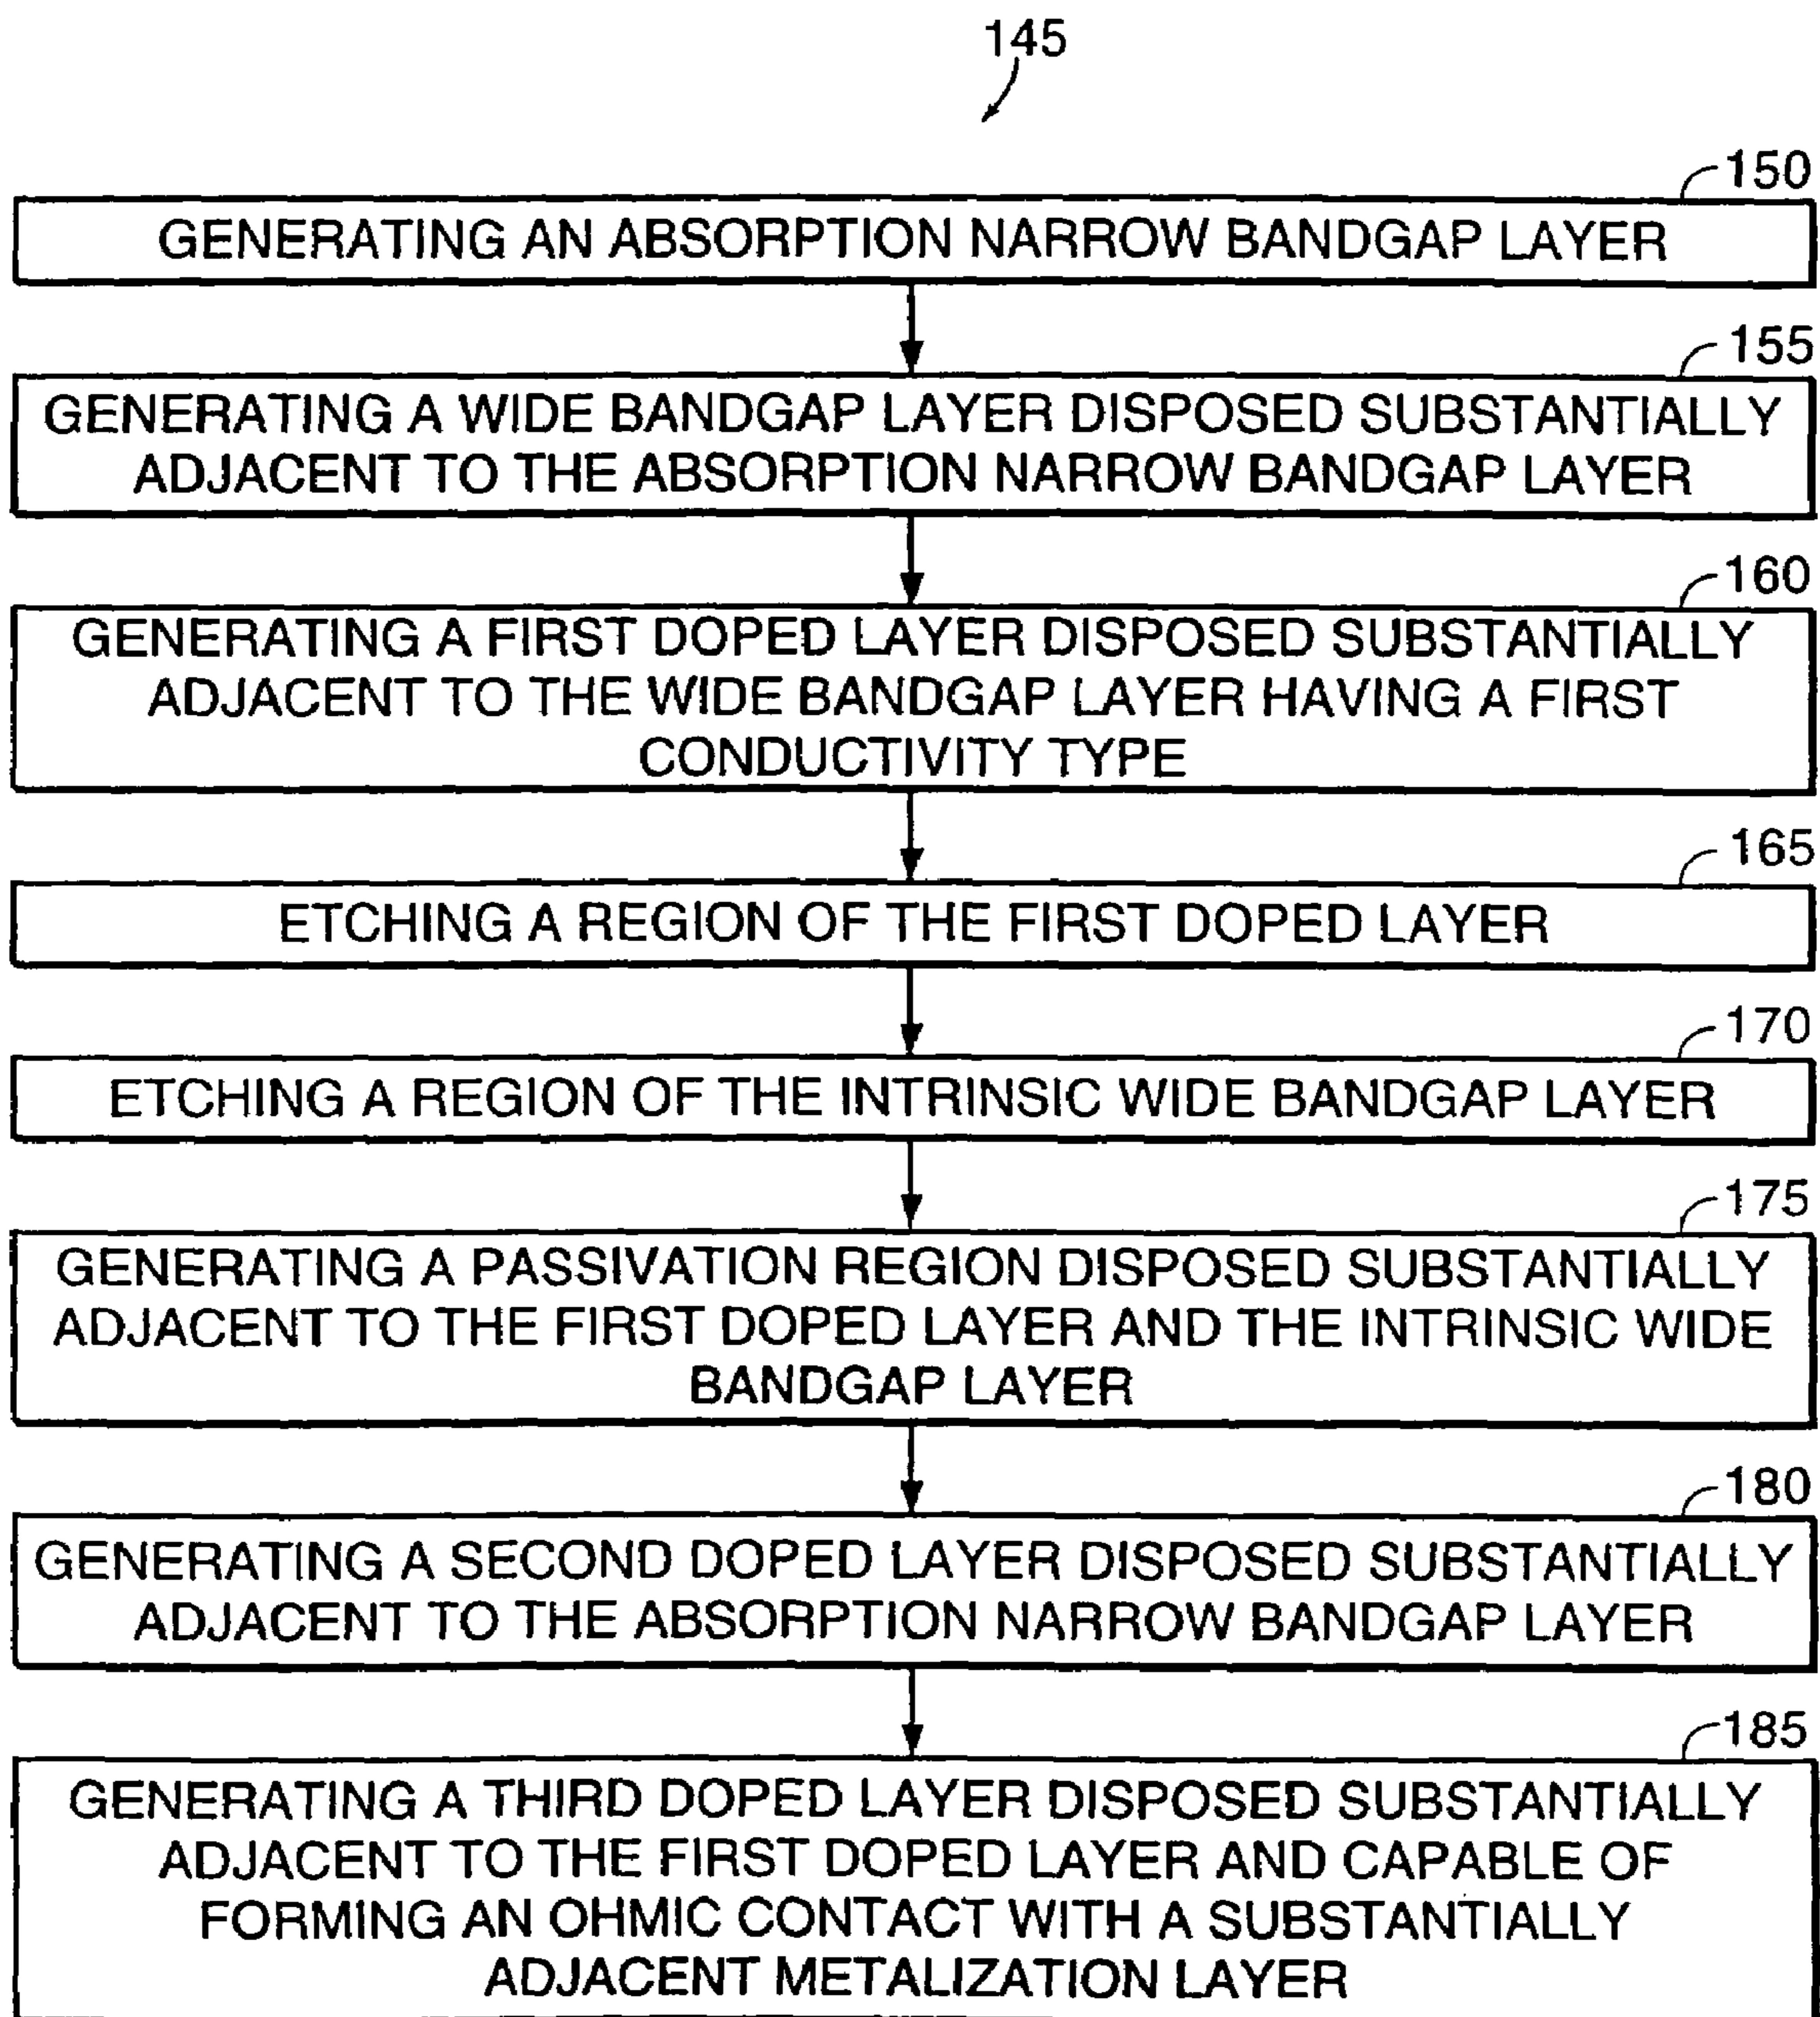 145
150
GENERATING AN ABSORPTION NARROW BANDGAP LAYER
155
GENERATING A WIDE BANDGAP LAYER DISPOSED SUBSTANTIALLY
ADJACENT TO THE ABSORPTION NARROW BANDGAP LAYER
160
GENERATING A FIRST DOPED LAYER DISPOSED SUBSTANTIALLY
ADJACENT TO THE WIDE BANDGAP LAYER HAVING A FIRST
CONDUCTIVITY TYPE
165
ETCHING A REGION OF THE FIRST DOPED LAYER
170
ETCHING A REGION OF THE INTRINSIC WIDE BANDGAP LAYER
175
GENERATING A PASSIVATION REGION DISPOSED SUBSTANTIALLY
ADJACENT TO THE FIRST DOPED LAYER AND THE INTRINSIC WIDE
BANDGAP LAYER
180
GENERATING A SECOND DOPED LAYER DISPOSED SUBSTANTIALLY
ADJACENT TO THE ABSORPTION NARROW BANDGAP LAYER
185
GENERATING A THIRD DOPED LAYER DISPOSED SUBSTANTIALLY
ADJACENT TO THE FIRST DOPED LAYER AND CAPABLE OF
FORMING AN OHMIC CONTACT WITH A SUBSTANTIALLY
ADJACENT METALIZATION LAYER